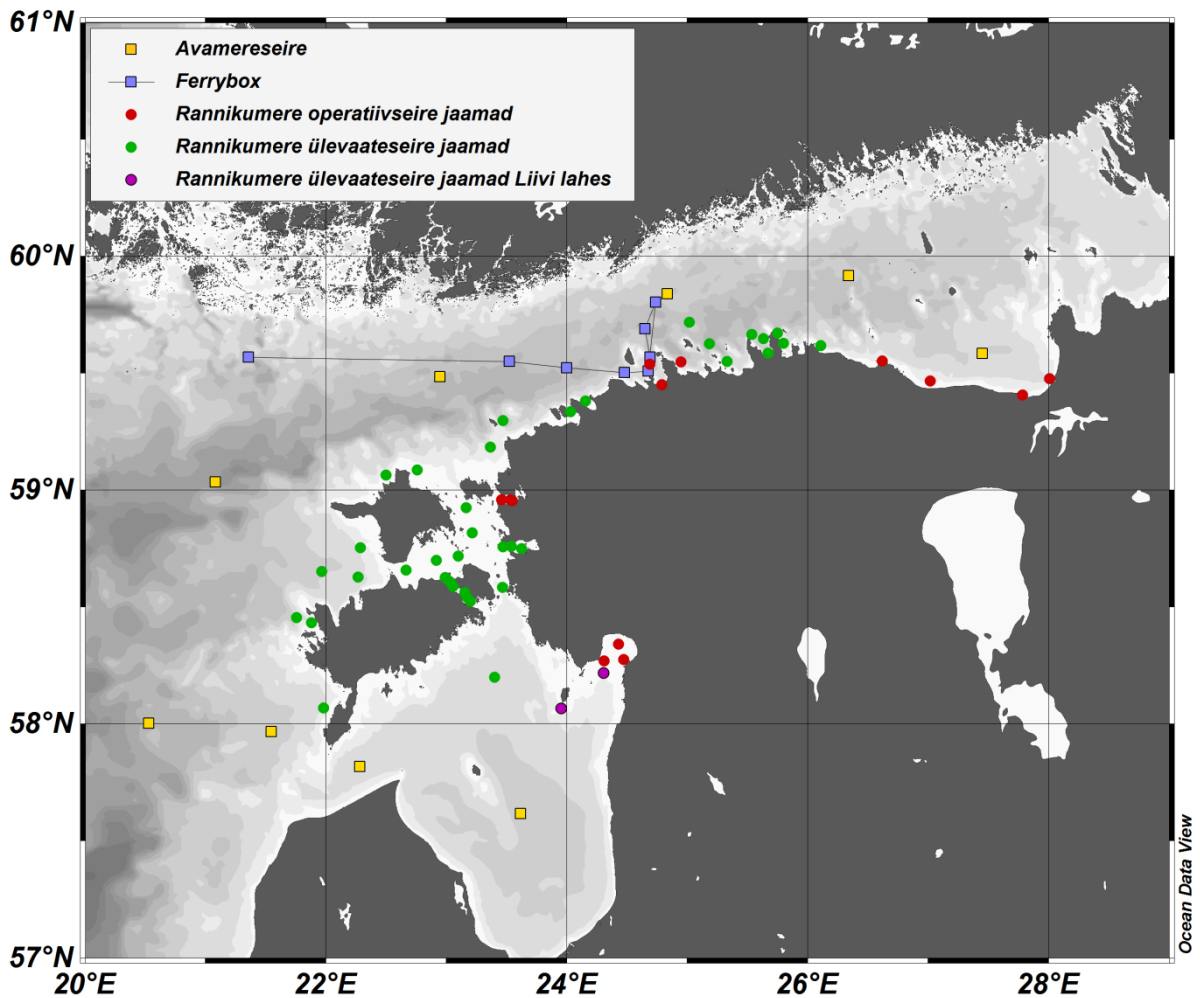 61°N
Avamereseire
Ferrybox
Rannikumere operatiivseire jaamad
Rannikumere ülevaateseire jaamad
Rannikumere ülevaateseire jaamad Liivi lahes
60°N
59°N
58°N
57°N
20°E
22°E
24°E
26°E
28°E
Ocean Data View